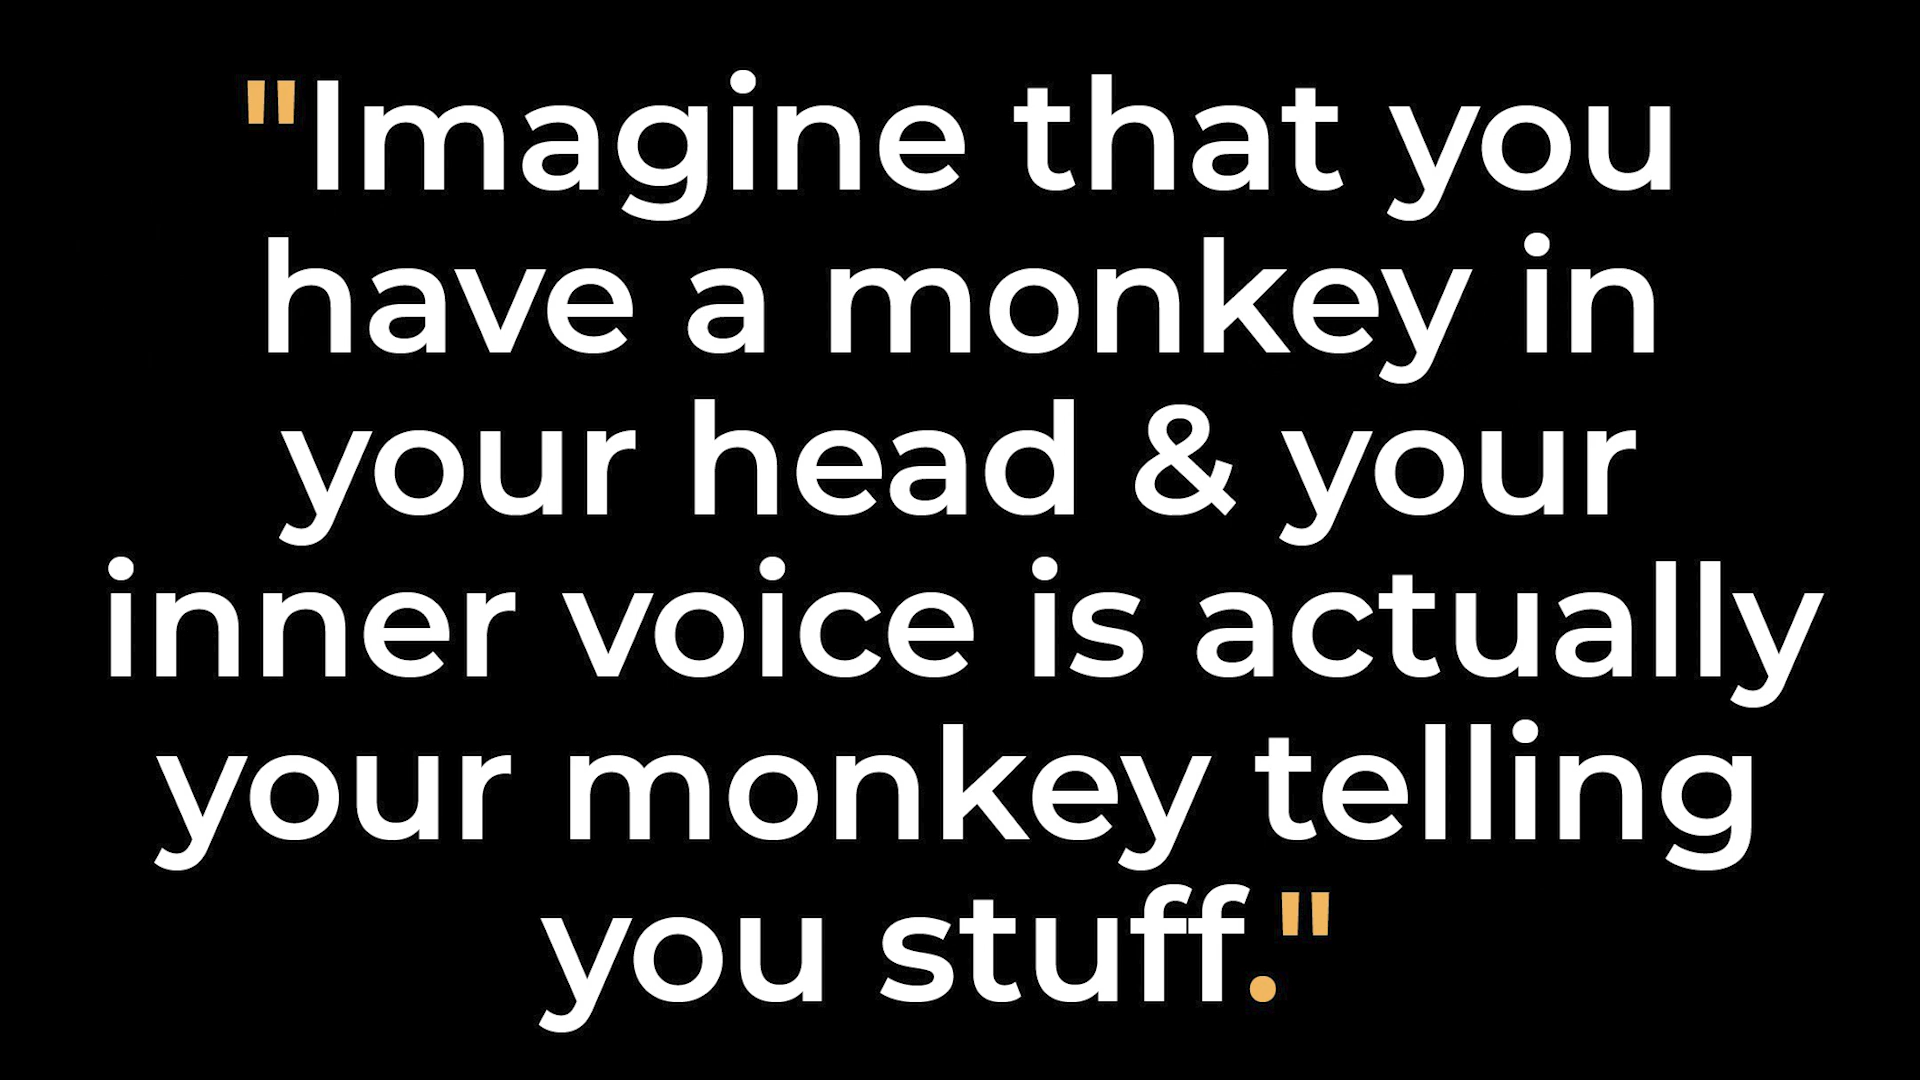 "Imagine that you
have a monkey in
your head & your
inner voice is actually
your monkey telling
you stuff."